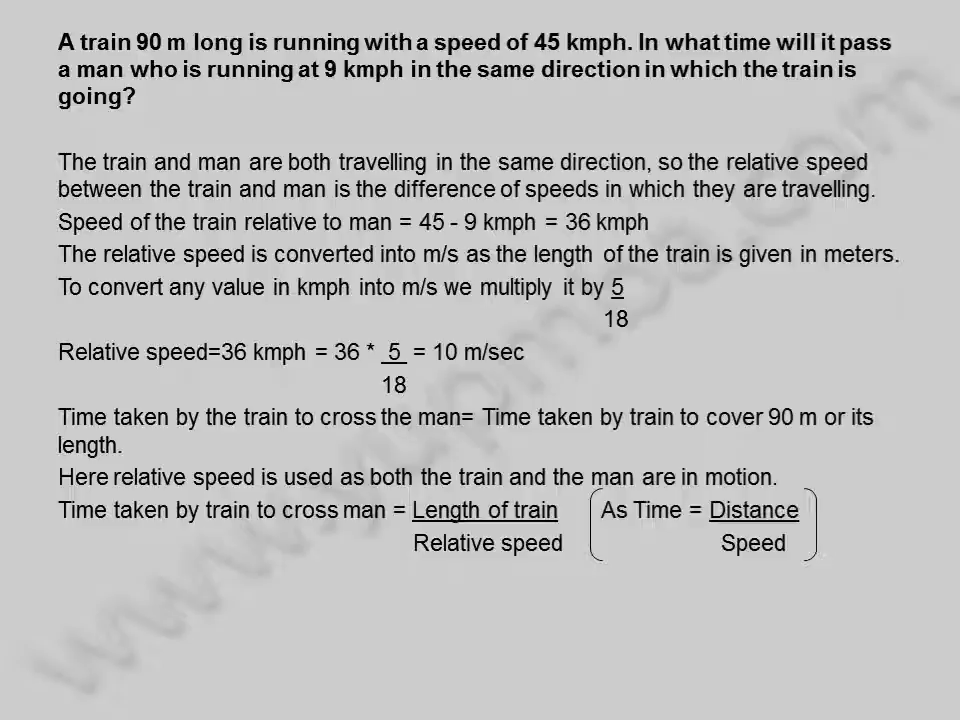 A train 90 m long is running with a speed of 45 kmph. In what time will it pass
a man who is running at 9 kmph in the same direction in which the train is
going?
The train and man are both travelling in the same direction, so the relative speed
between the train and man is the difference of speeds in which they are travelling.
Speed of the train relative to man = 45 - 9 kmph = 36 kmph
The relative speed is converted into m/s as the length of the train is given in meters.
To convert any value in kmph into m/s we multiply it by 5
18
Relative speed=36 kmph = 36 * 5 = 10 m/sec
18
Time taken by the train to cross the man= Time taken by train to cover 90 m or its
length.
Here relative speed is used as both the train and the man are in motion.
Time taken by train to cross man = Length of train As Time = Distance
Relative speed Speed
www.yupmba.com